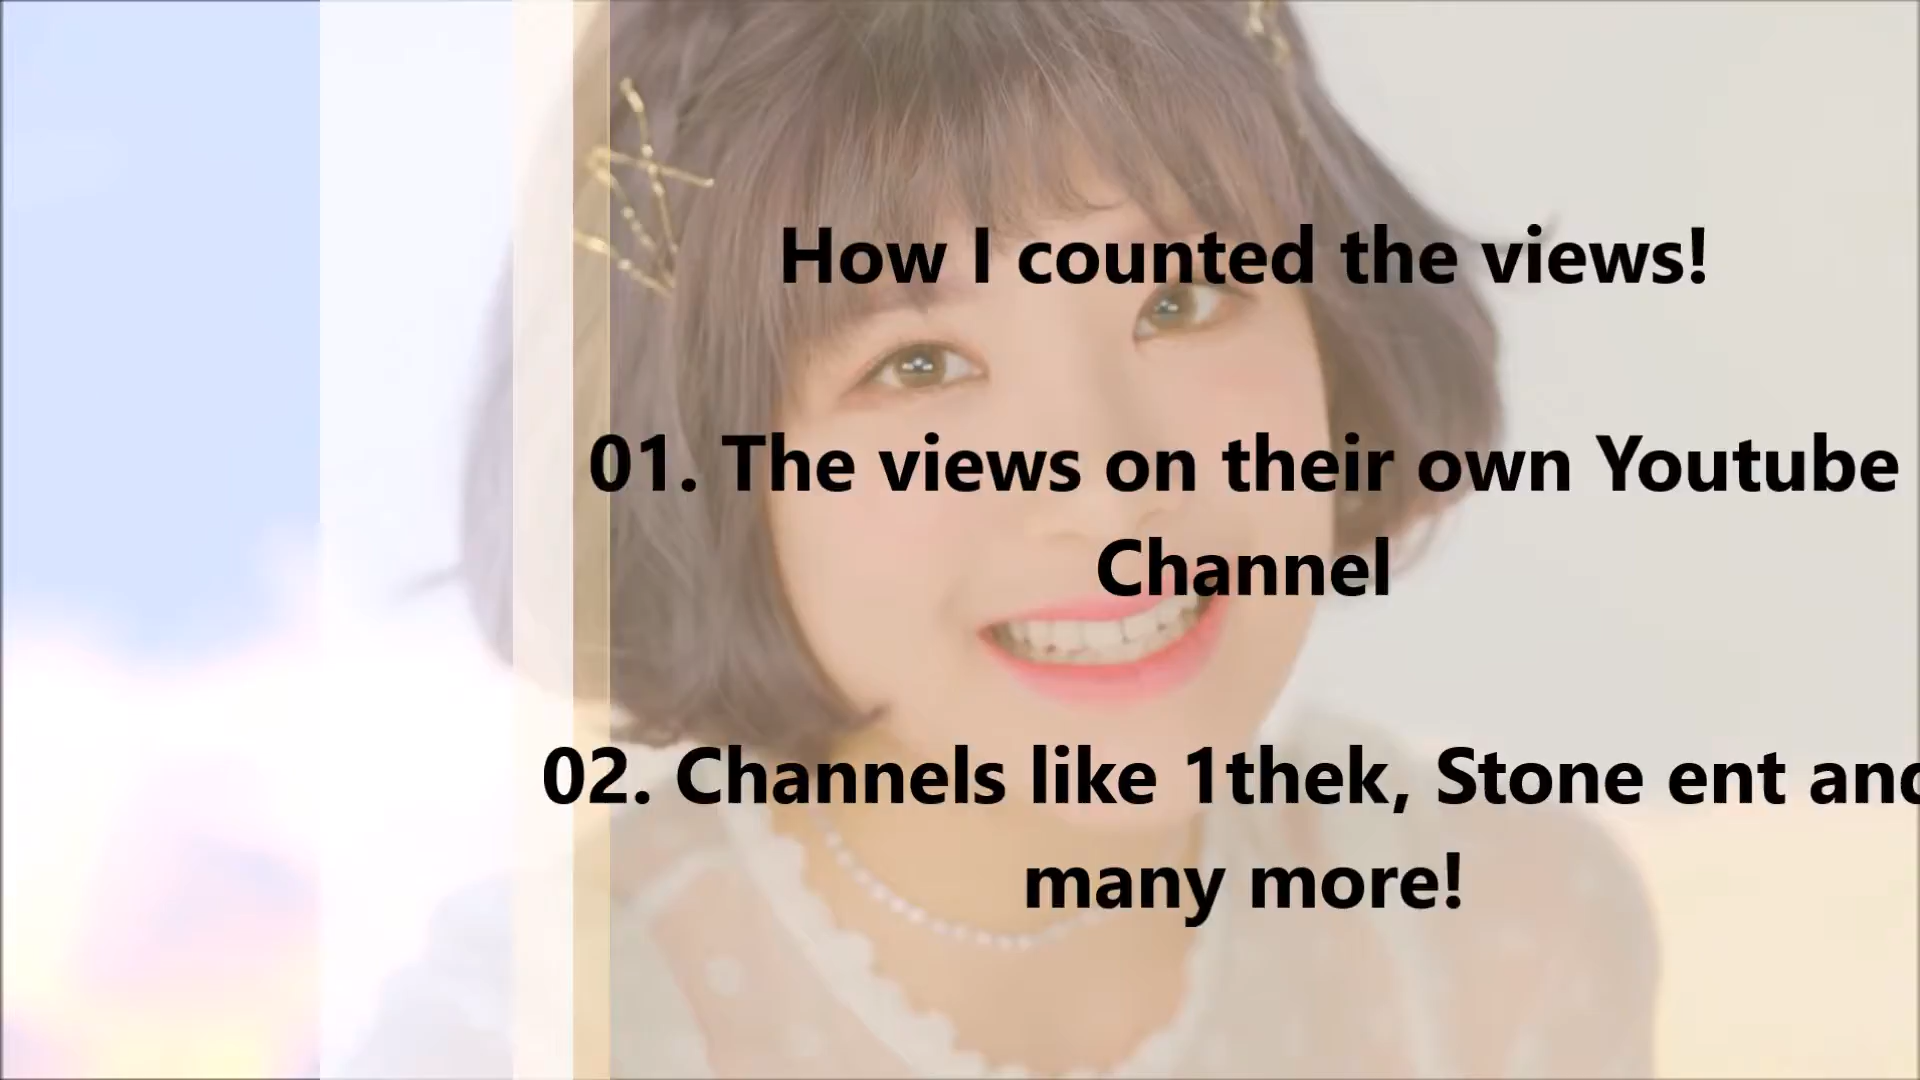 How I counted the views!
01. The views on their own Youtube
Channel
02. Channels like 1thek, Stone ent and
many more!